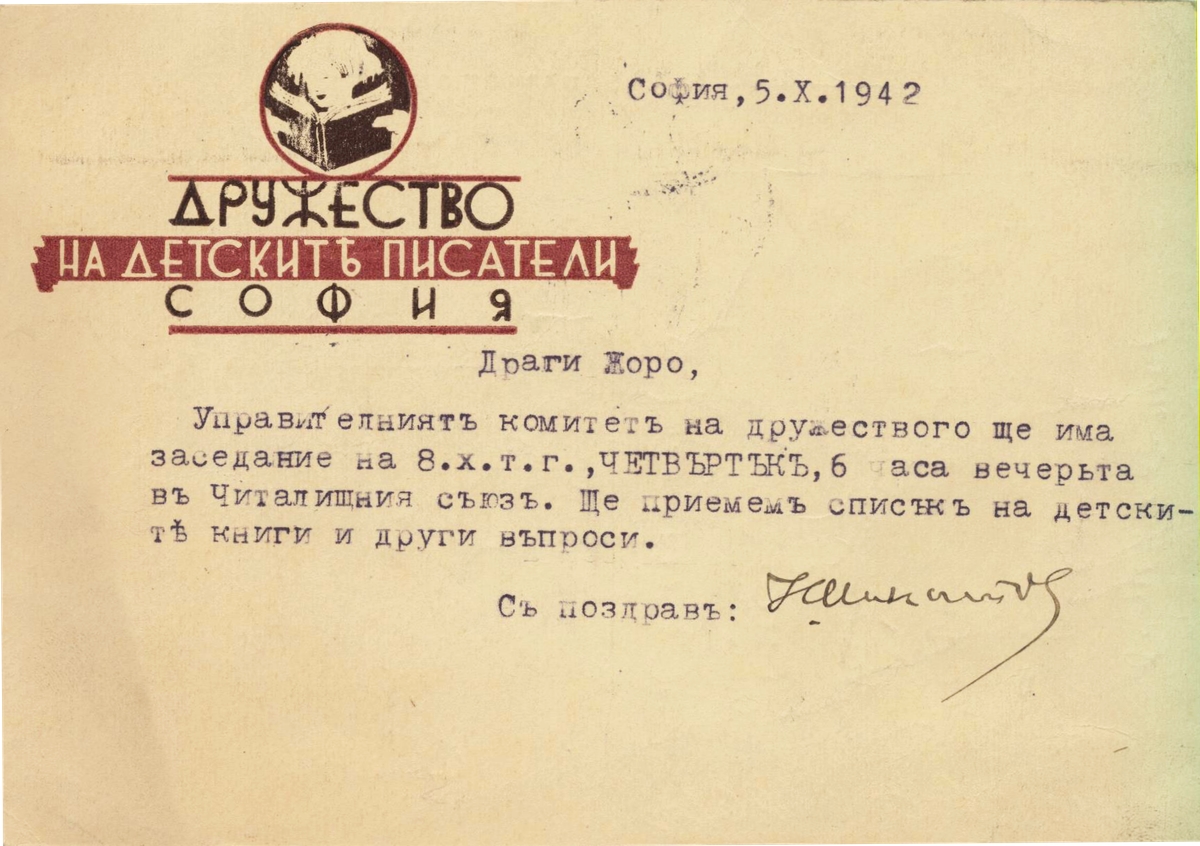 София, 5.X.1942
ДРУЖЕСТВО
НА ДЕТСКИТѢ ПИСАТЕЛИ
СОФИЯ
Драги Жоро,
Управителниятъ комитетъ на дружествого ще има
заседание на 8.х.т.г.,ЧЕТВЪРТЪКЪ,6 часа вечерьта
въ Читалищния съюзъ. Ще приемемъ списъкъ на детски-
тѣ книги и други въпроси.
Съ поздравъ: